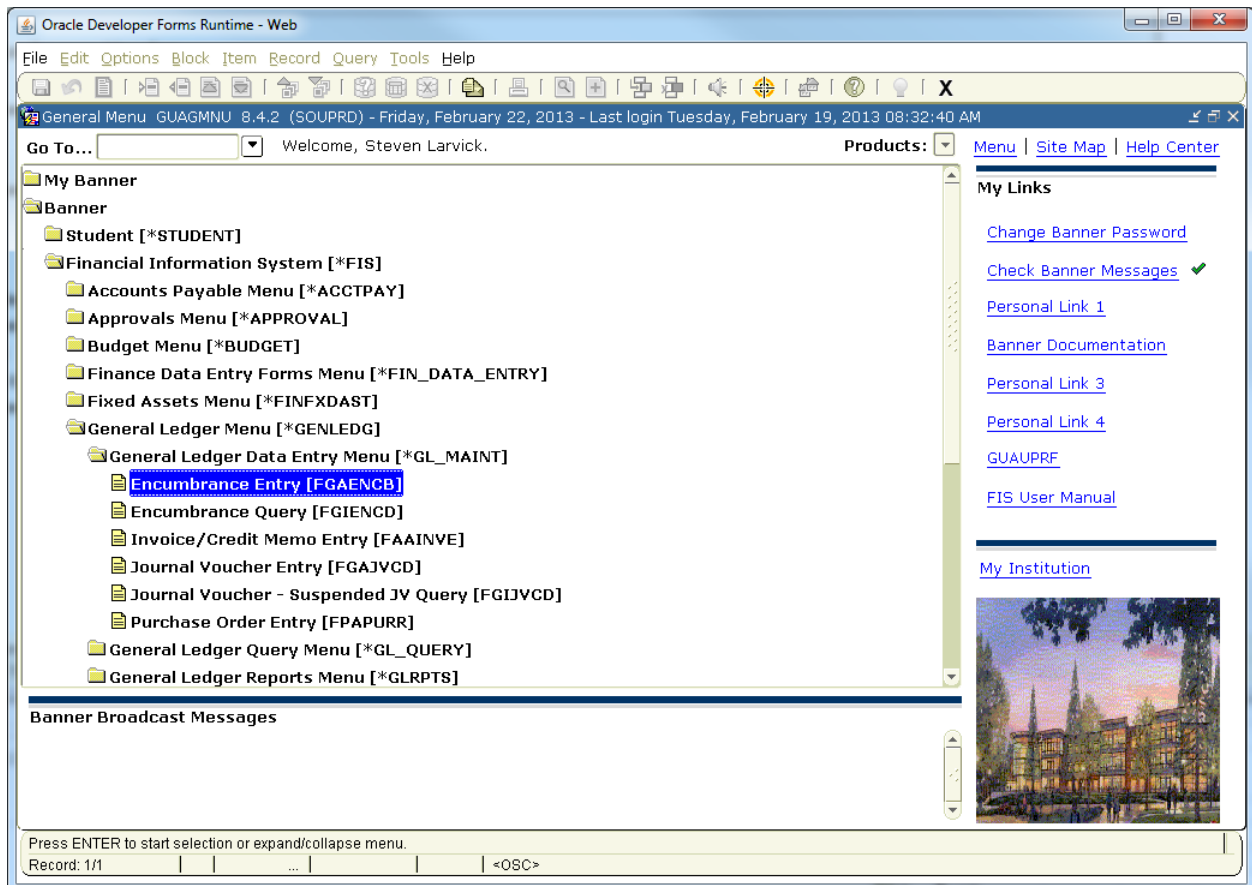 Oracle Developer Forms Runtime - Web
File Edit Options Block Item Record Query Tools Help
X
General Menu GUAGMNU 8.4.2 (SOUPRD) - Friday, February 22, 2013 - Last login Tuesday, February 19, 2013 08:32:40 AM
Go To... Welcome, Steven Larvick. Products: Menu | Site Map | Help Center
My Banner
Banner
Student [*STUDENT]
Financial Information System [*FIS]
Accounts Payable Menu [*ACCTPAY]
Approvals Menu [*APPROVAL]
Budget Menu [*BUDGET]
Finance Data Entry Forms Menu [*FIN_DATA_ENTRY]
Fixed Assets Menu [*FINFXDAST]
General Ledger Menu [*GENLEDG]
General Ledger Data Entry Menu [*GL_MAINT]
Encumbrance Entry [FGAENCB]
Encumbrance Query [FGIENCD]
Invoice/Credit Memo Entry [FAAINVE]
Journal Voucher Entry [FGAJVCD]
Journal Voucher - Suspended JV Query [FGIJVCD]
Purchase Order Entry [FPAPURR]
General Ledger Query Menu [*GL_QUERY]
General Ledger Reports Menu [*GLRPTS]
My Links
Change Banner Password
Check Banner Messages
Personal Link 1
Banner Documentation
Personal Link 3
Personal Link 4
GUAUPRF
FIS User Manual
My Institution
Banner Broadcast Messages
Press ENTER to start selection or expand/collapse menu.
Record: 1/1 ... <OSC>